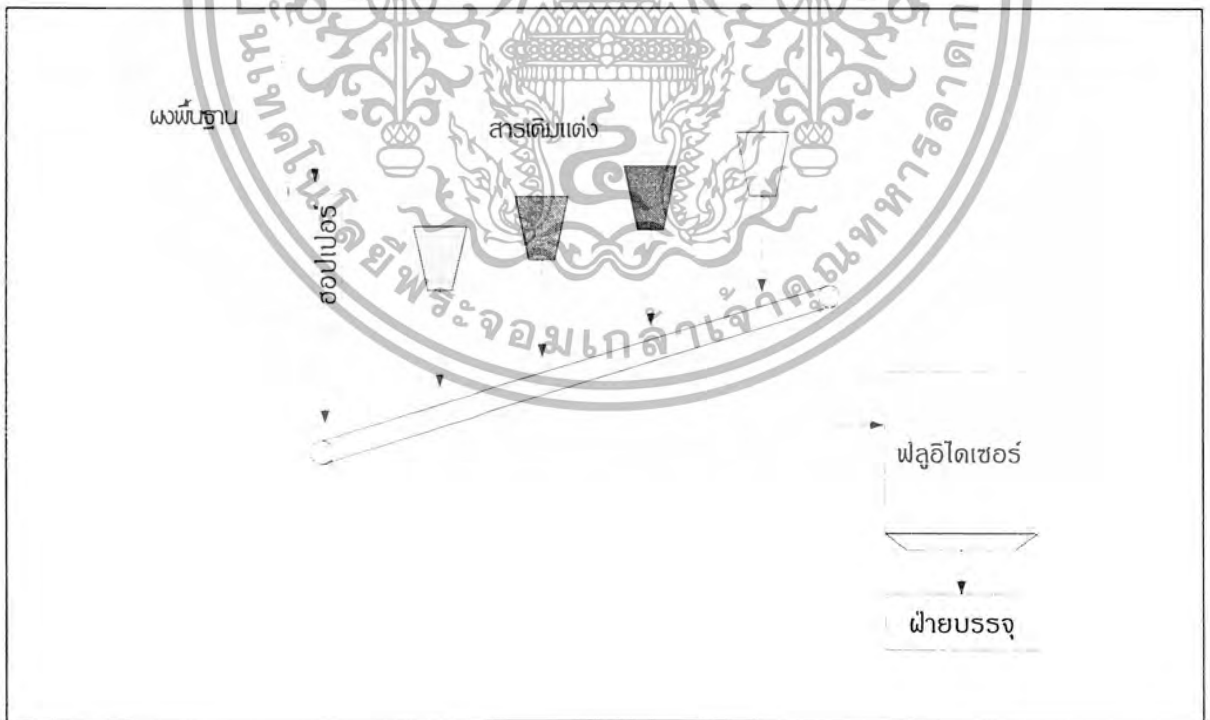 ผงพื้นฐาน
สารเติมแต่ง
ฮอปเปอร์
ฟลูอิไดเซอร์
ฝ่ายบรรจุ